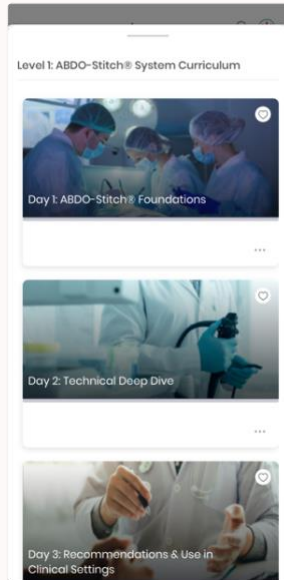 Level 1: ABDO-Stitch® System Curriculum
Day 1: ABDO-Stitch® Foundations
Day 2: Technical Deep Dive
Day 3: Recommendations & Use in
Clinical Settings